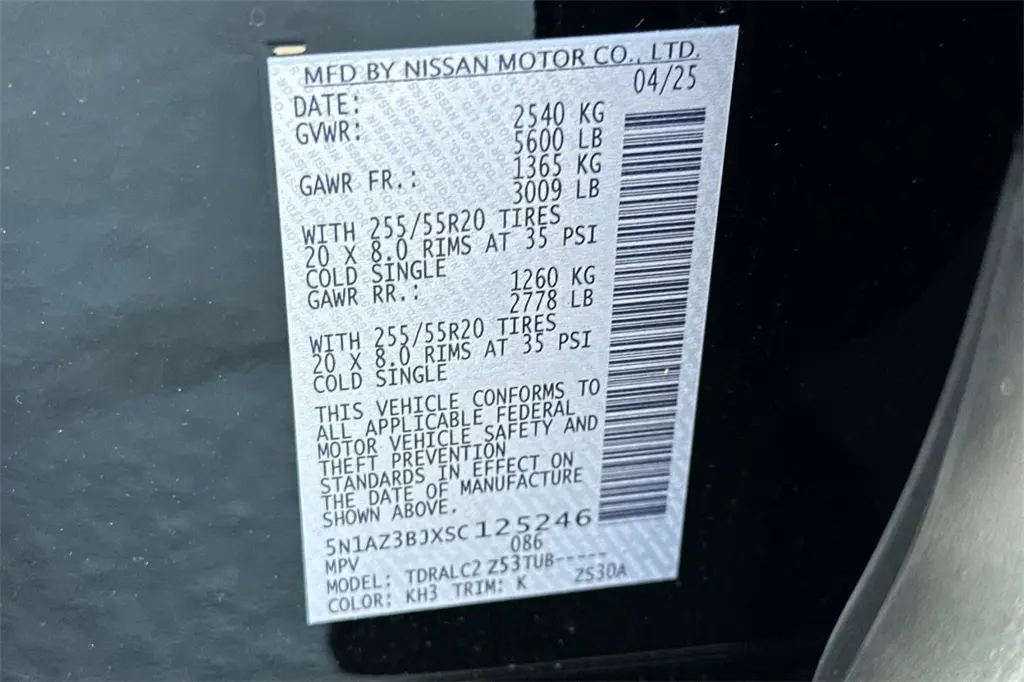 MFD BY NISSAN MOTOR CO., LTD.
DATE: 04/25
GVWR: 2540 KG
5600 LB
GAWR FR.: 1365 KG
3009 LB
WITH 255/55R20 TIRES
20 X 8.0 RIMS AT 35 PSI
COLD SINGLE
GAWR RR.: 1260 KG
2778 LB
WITH 255/55R20 TIRES
20 X 8.0 RIMS AT 35 PSI
COLD SINGLE
THIS VEHICLE CONFORMS TO
ALL APPLICABLE FEDERAL
MOTOR VEHICLE SAFETY AND
THEFT PREVENTION
STANDARDS IN EFFECT ON
THE DATE OF MANUFACTURE
SHOWN ABOVE.
5N1AZ3BJXSC125246
MPV 086
MODEL: TDRALC2 Z53TUB-----
COLOR: KH3 TRIM: K ZS30A